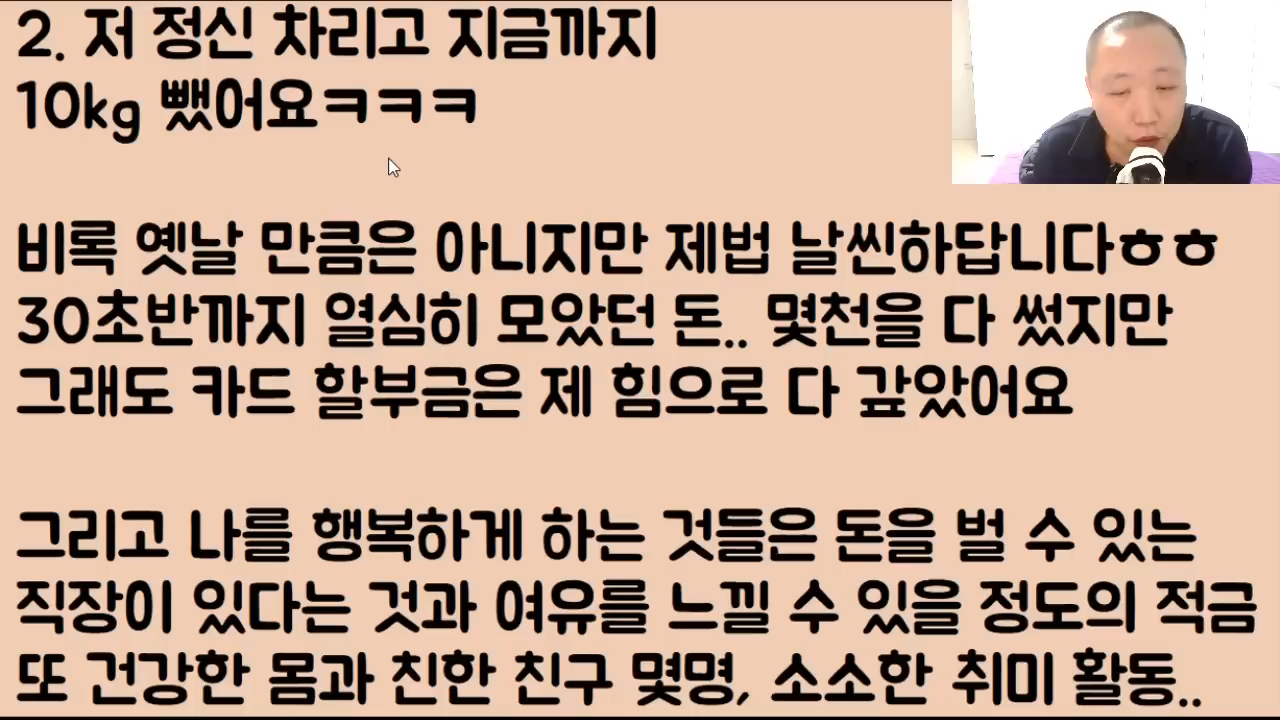 2. 저 정신 차리고 지금까지
10kg 뺐어요ㅋㅋㅋ
비록 옛날 만큼은 아니지만 제법 날씬하답니다ㅎㅎ
30초반까지 열심히 모았던 돈.. 몇천을 다 썼지만
그래도 카드 할부금은 제 힘으로 다 갚았어요
그리고 나를 행복하게 하는 것들은 돈을 벌 수 있는
직장이 있다는 것과 여유를 느낄 수 있을 정도의 적금
또 건강한 몸과 친한 친구 몇명, 소소한 취미 활동..